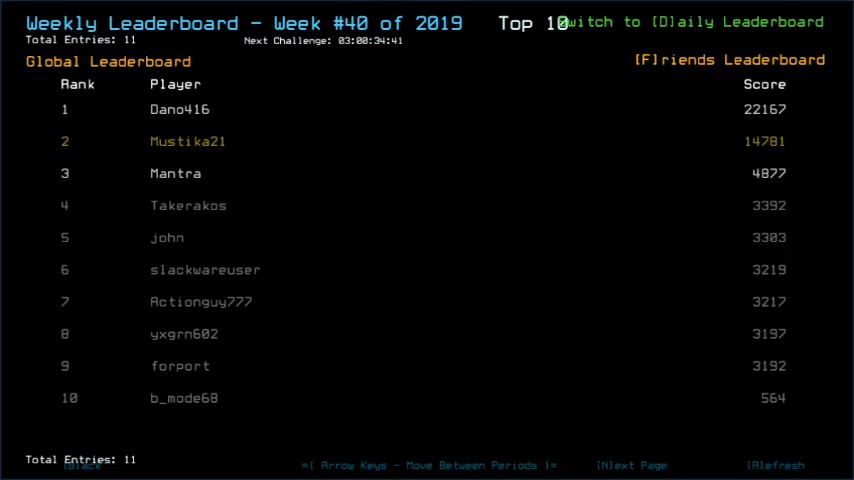 Weekly Leaderboard - Week #40 of 2019 Top 10 witch to [D]aily Leaderboard
Total Entries: 11 Next Challenge: 03:00:34:41
Global Leaderboard [F]riends Leaderboard
Rank Player Score
1 Dano416 22167
2 Mustika21 14781
3 Mantra 4877
4 Takerakos 3392
5 john 3303
6 slackwareuser 3219
7 Actionguy777 3217
8 yxgrn602 3197
9 forport 3192
10 b_mode68 564
Total Entries: 11
[B]ack =[ Arrow Keys - Move Between Periods ]= [N]ext Page [R]efresh